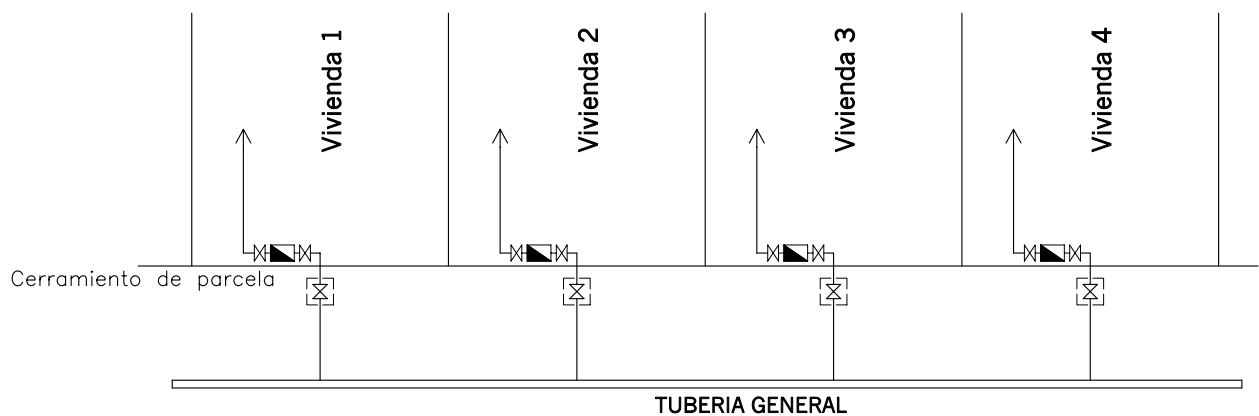 Vivienda 1
Vivienda 2
Vivienda 3
Vivienda 4
Cerramiento de parcela
TUBERIA GENERAL